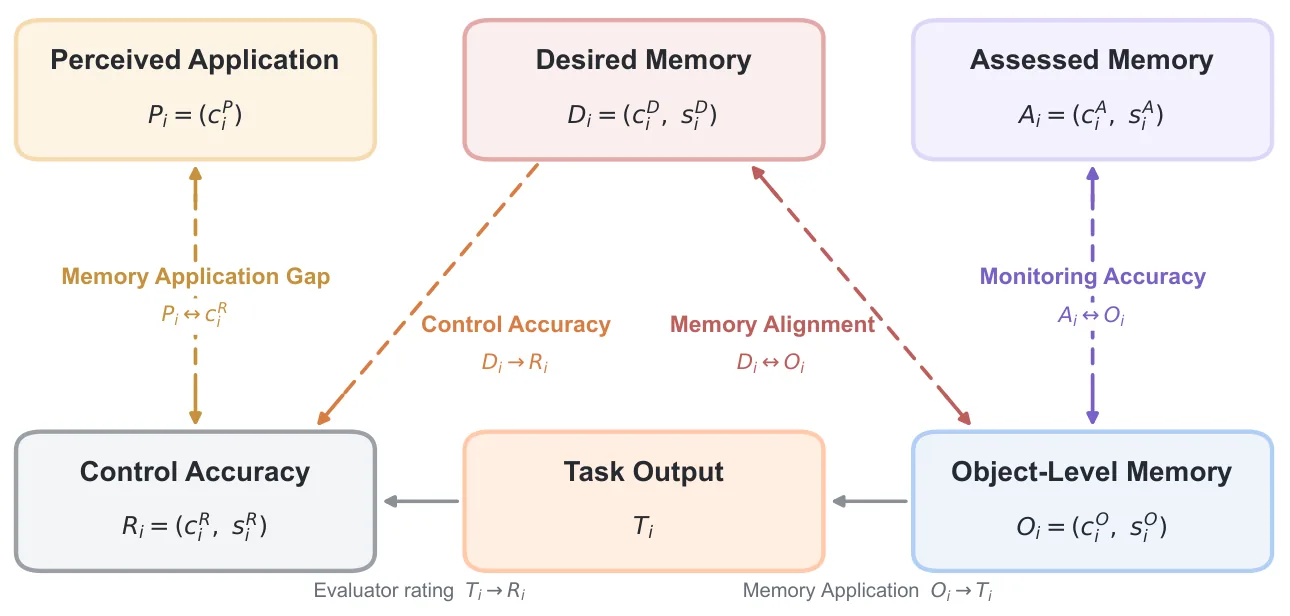 Perceived Application
P_i = (c_i^P)
Desired Memory
D_i = (c_i^D, s_i^D)
Assessed Memory
A_i = (c_i^A, s_i^A)
Memory Application Gap
P_i ↔ c_i^R
Control Accuracy
D_i → R_i
Memory Alignment
D_i ↔ O_i
Monitoring Accuracy
A_i ↔ O_i
Control Accuracy
R_i = (c_i^R, s_i^R)
Task Output
T_i
Object-Level Memory
O_i = (c_i^O, s_i^O)
Evaluator rating T_i → R_i
Memory Application O_i → T_i